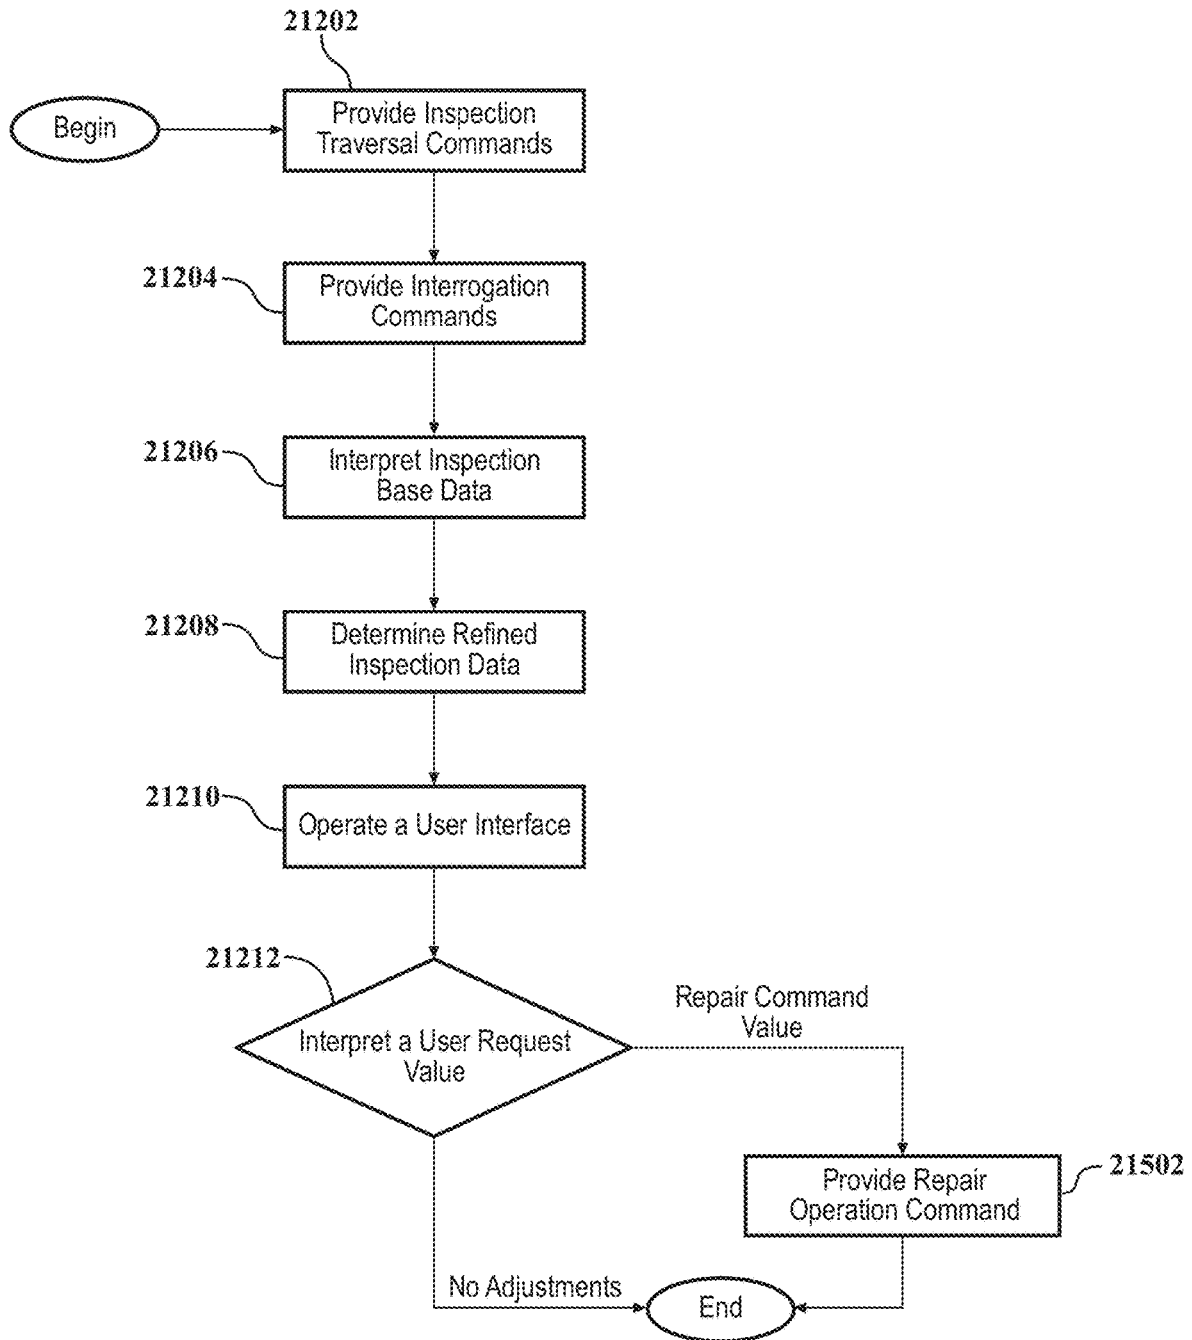 21202
Begin
Provide Inspection
Traversal Commands
21204
Provide Interrogation
Commands
21206
Interpret Inspection
Base Data
21208
Determine Refined
Inspection Data
21210
Operate a User Interface
21212
Interpret a User Request
Value
Repair Command
Value
21502
Provide Repair
Operation Command
No Adjustments
End